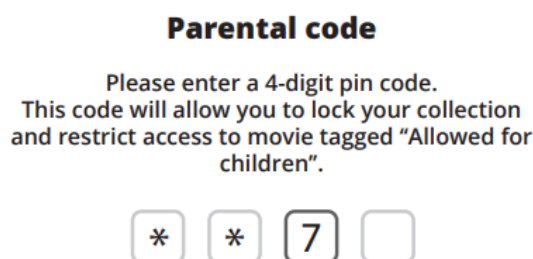 Parental code
Please enter a 4-digit pin code.
This code will allow you to lock your collection
and restrict access to movie tagged “Allowed for
children”.
* * 7